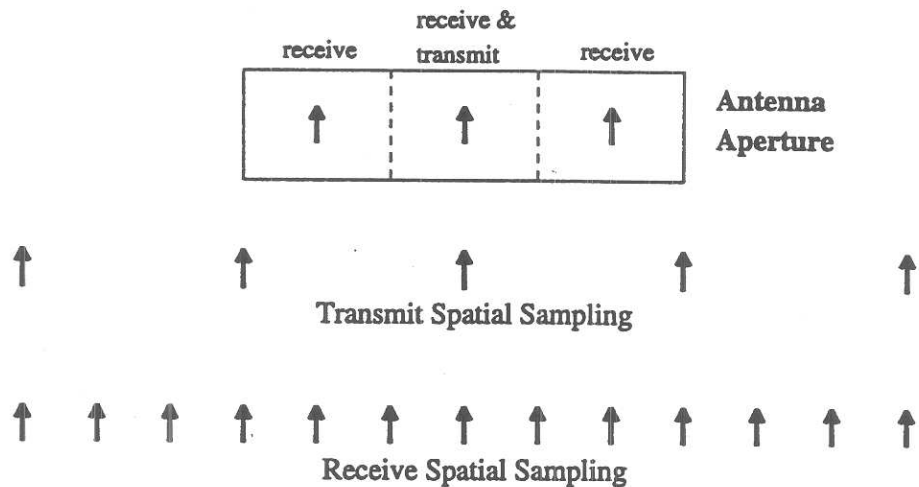 receive receive & transmit receive
Antenna
Aperture
Transmit Spatial Sampling
Receive Spatial Sampling